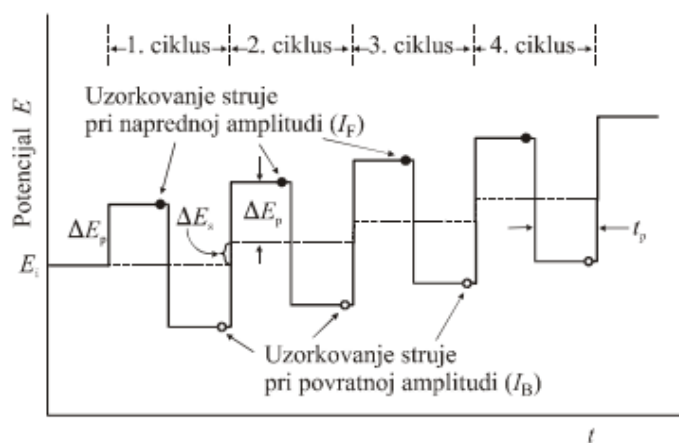 1. ciklus
2. ciklus
3. ciklus
4. ciklus
Uzorkovanje struje
pri naprednoj amplitudi (I_F)
Potencijal E
ΔE_p
ΔE_s
ΔE_p
t_p
E_i
Uzorkovanje struje
pri povratnoj amplitudi (I_B)
t